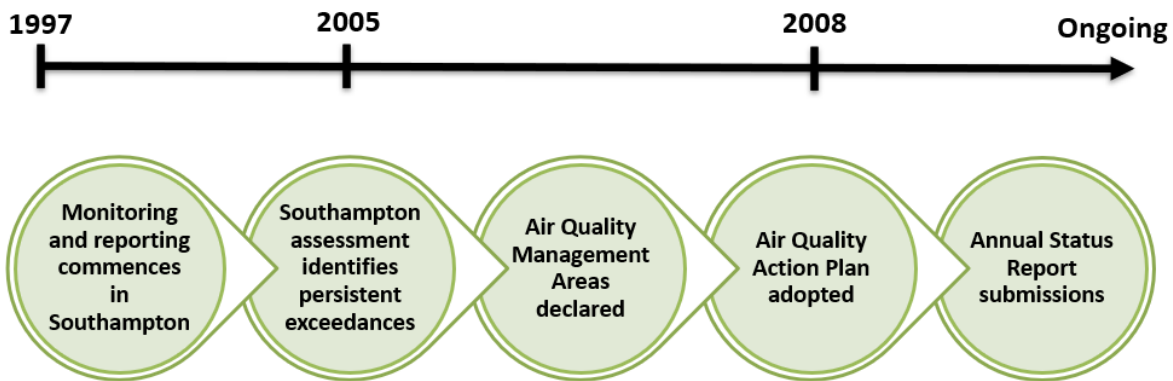 1997
2005
2008
Ongoing
Monitoring
and reporting
commences
in
Southampton
Southampton
assessment
identifies
persistent
exceedances
Air Quality
Management
Areas
declared
Air Quality
Action Plan
adopted
Annual Status
Report
submissions